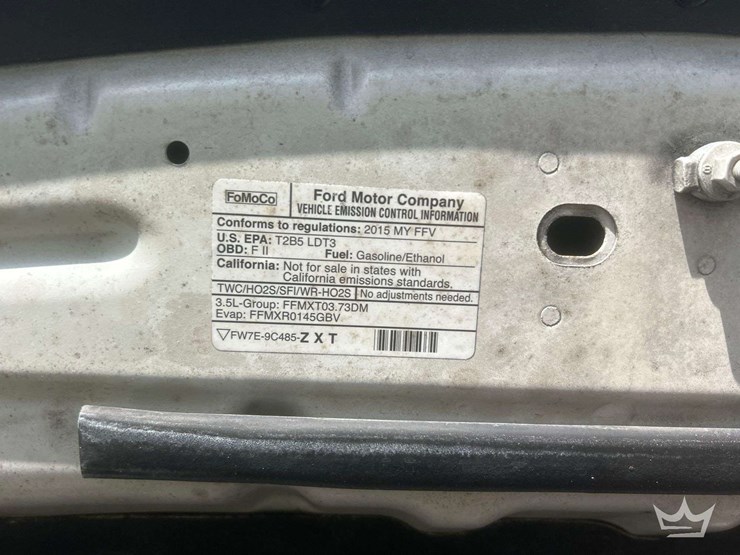 FoMoCo
Ford Motor Company
VEHICLE EMISSION CONTROL INFORMATION
Conforms to regulations: 2015 MY FFV
U.S. EPA: T2B5 LDT3
OBD: F II Fuel: Gasoline/Ethanol
California: Not for sale in states with
California emissions standards.
TWC/HO2S/SFI/WR-HO2S No adjustments needed.
3.5L-Group: FFMXT03.73DM
Evap: FFMXR0145GBV
▽FW7E-9C485-Z X T